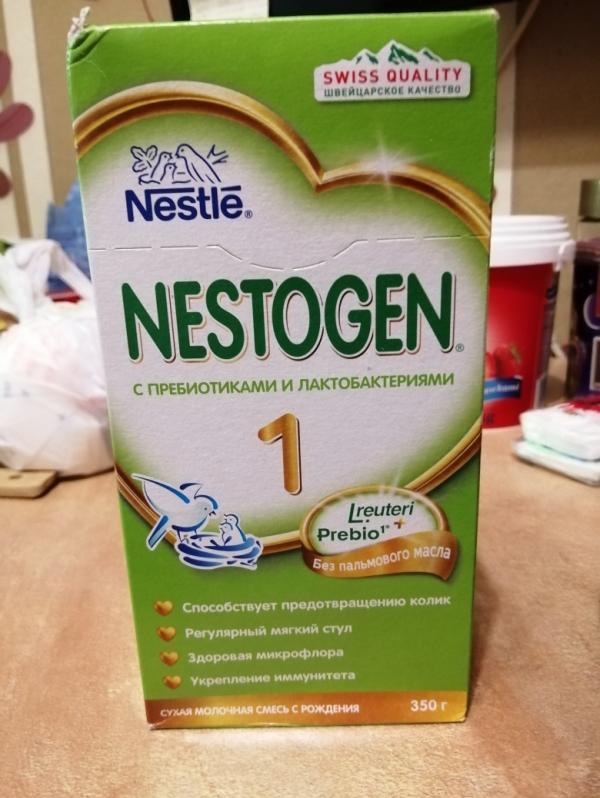 SWISS QUALITY
ШВЕЙЦАРСКОЕ КАЧЕСТВО
Nestlé®
NESTOGEN®
С ПРЕБИОТИКАМИ И ЛАКТОБАКТЕРИЯМИ
1
L.reuteri
+
Prebio1®
Без пальмового масла
Способствует предотвращению колик
Регулярный мягкий стул
Здоровая микрофлора
Укрепление иммунитета
СУХАЯ МОЛОЧНАЯ СМЕСЬ С РОЖДЕНИЯ 350 г